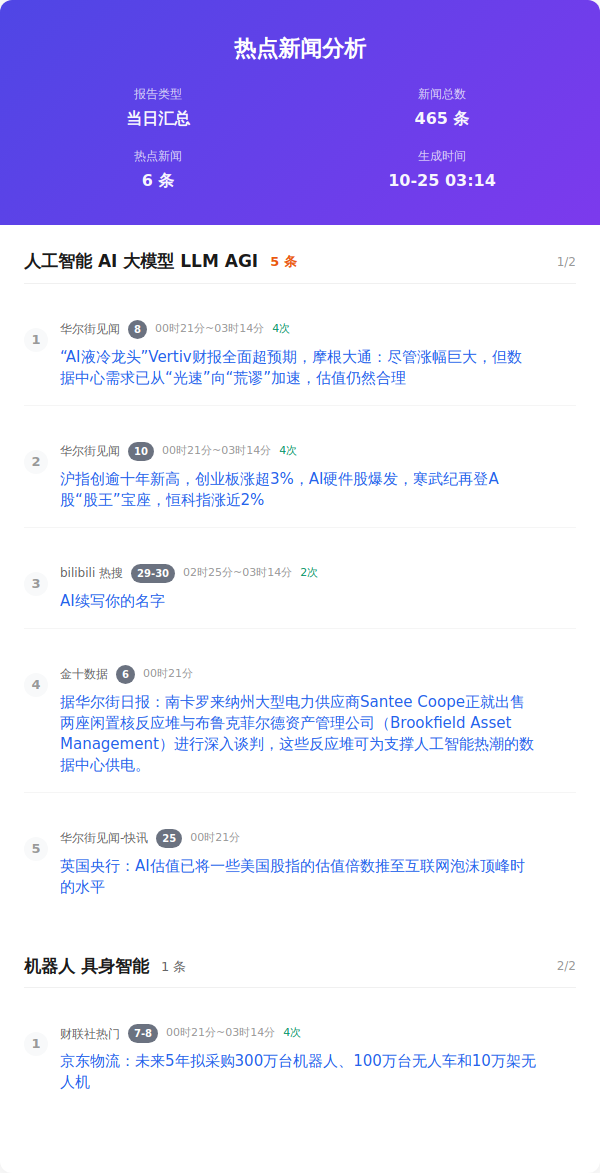 热点新闻分析
报告类型
新闻总数
当日汇总
465 条
热点新闻
生成时间
6 条
10-25 03:14
人工智能 AI 大模型 LLM AGI 5 条 1/2
1
华尔街见闻 8 00时21分~03时14分 4次
“AI液冷龙头”Vertiv财报全面超预期，摩根大通：尽管涨幅巨大，但数
据中心需求已从“光速”向“荒谬”加速，估值仍然合理
2
华尔街见闻 10 00时21分~03时14分 4次
沪指创逾十年新高，创业板涨超3%，AI硬件股爆发，寒武纪再登A
股“股王”宝座，恒科指涨近2%
3
bilibili 热搜 29-30 02时25分~03时14分 2次
AI续写你的名字
4
金十数据 6 00时21分
据华尔街日报：南卡罗来纳州大型电力供应商Santee Coope正就出售
两座闲置核反应堆与布鲁克菲尔德资产管理公司（Brookfield Asset
Management）进行深入谈判，这些反应堆可为支撑人工智能热潮的数
据中心供电。
5
华尔街见闻-快讯 25 00时21分
英国央行：AI估值已将一些美国股指的估值倍数推至互联网泡沫顶峰时
的水平
机器人 具身智能 1 条 2/2
1
财联社热门 7-8 00时21分~03时14分 4次
京东物流：未来5年拟采购300万台机器人、100万台无人车和10万架无
人机